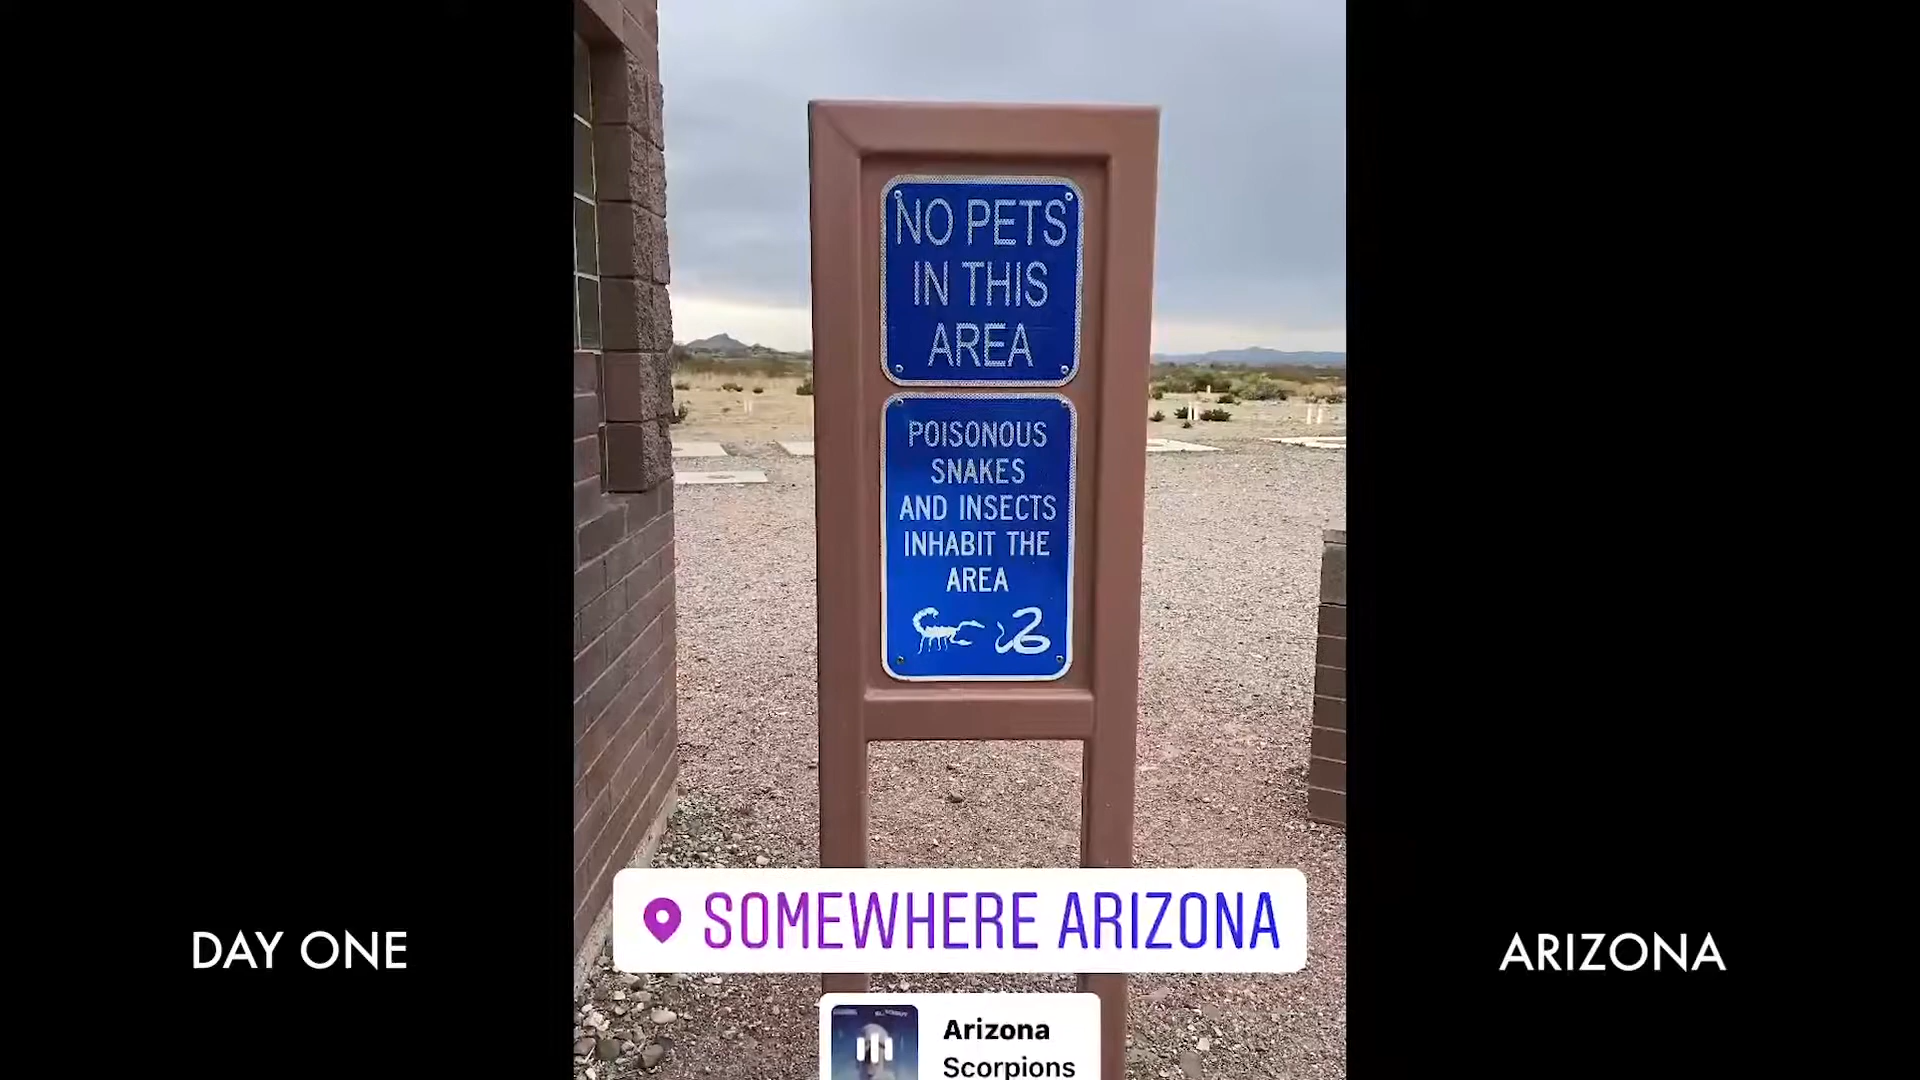 NO PETS
IN THIS
AREA
POISONOUS
SNAKES
AND INSECTS
INHABIT THE
AREA
SOMEWHERE ARIZONA
DAY ONE
ARIZONA
Arizona
Scorpions